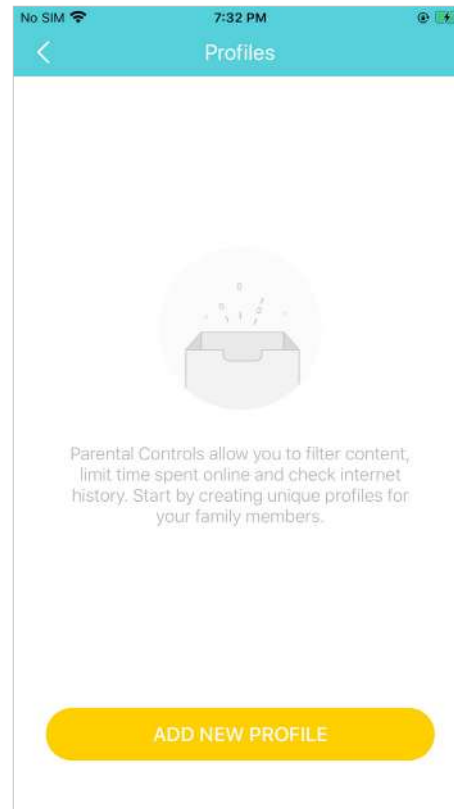 No SIM 7:32 PM
Profiles
Parental Controls allow you to filter content,
limit time spent online and check internet
history. Start by creating unique profiles for
your family members.
ADD NEW PROFILE